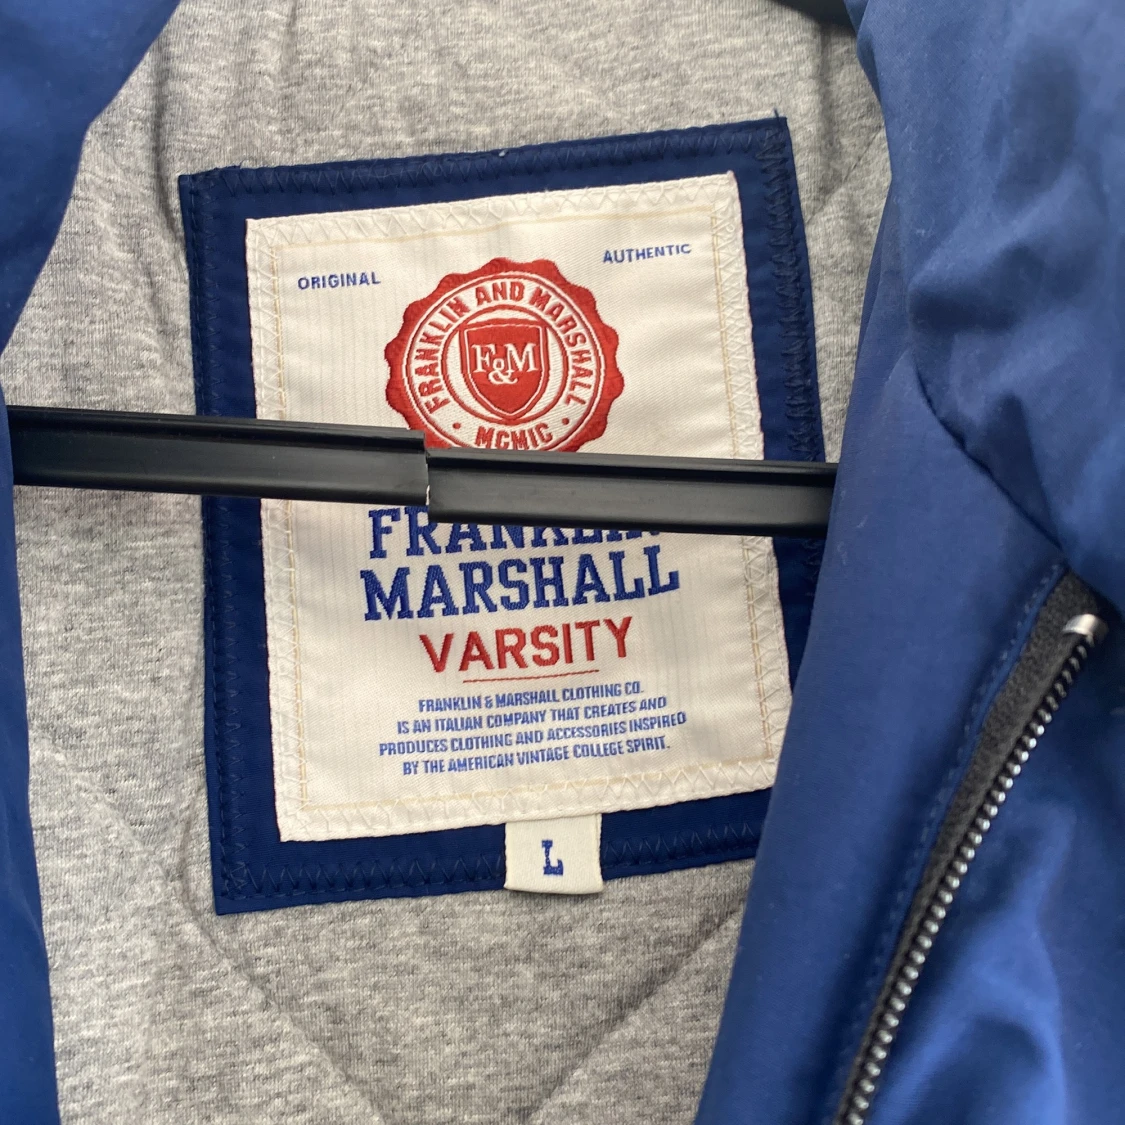 ORIGINAL
AUTHENTIC
FRANKLIN AND MARSHALL
F&M
• MCMIC •
FRANKLIN
MARSHALL
VARSITY
FRANKLIN & MARSHALL CLOTHING CO.
IS AN ITALIAN COMPANY THAT CREATES AND
PRODUCES CLOTHING AND ACCESSORIES INSPIRED
BY THE AMERICAN VINTAGE COLLEGE SPIRIT.
L